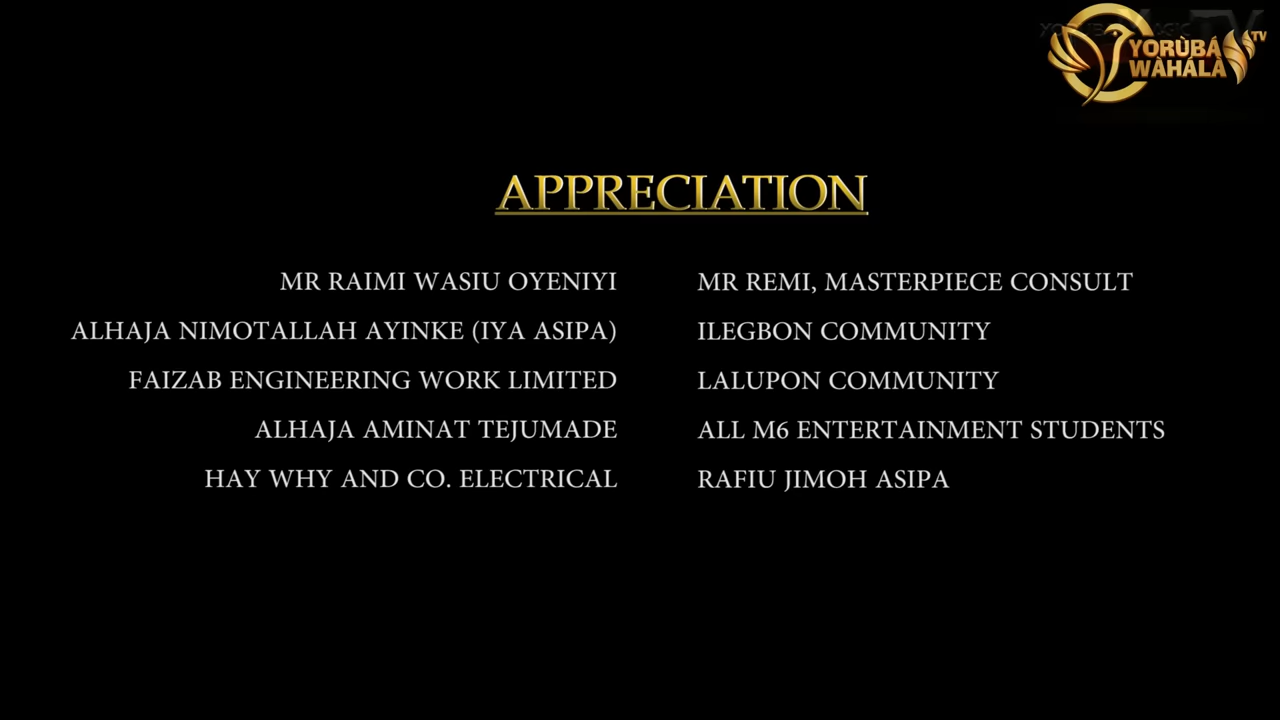 YORÙBÁ
WÀHÁLÀ TV
APPRECIATION
MR RAIMI WASIU OYENIYI
ALHAJA NIMOTALLAH AYINKE (IYA ASIPA)
FAIZAB ENGINEERING WORK LIMITED
ALHAJA AMINAT TEJUMADE
HAY WHY AND CO. ELECTRICAL
MR REMI, MASTERPIECE CONSULT
ILEGBON COMMUNITY
LALUPON COMMUNITY
ALL M6 ENTERTAINMENT STUDENTS
RAFIU JIMOH ASIPA